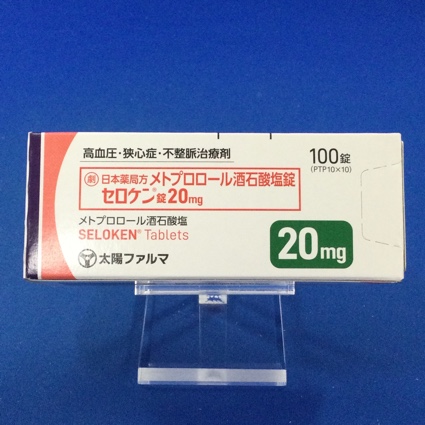 高血圧・狭心症・不整脈治療剤
100錠
(PTP10×10)
劇 日本薬局方 メトプロロール酒石酸塩錠
セロケン®錠20mg
メトプロロール酒石酸塩
SELOKEN® Tablets
20mg
太陽ファルマ